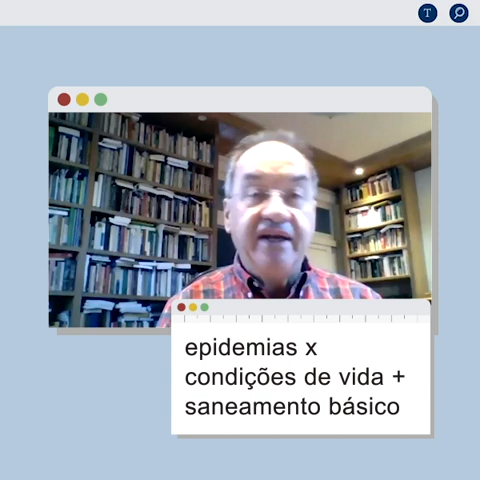 T
epidemias x
condições de vida +
saneamento básico